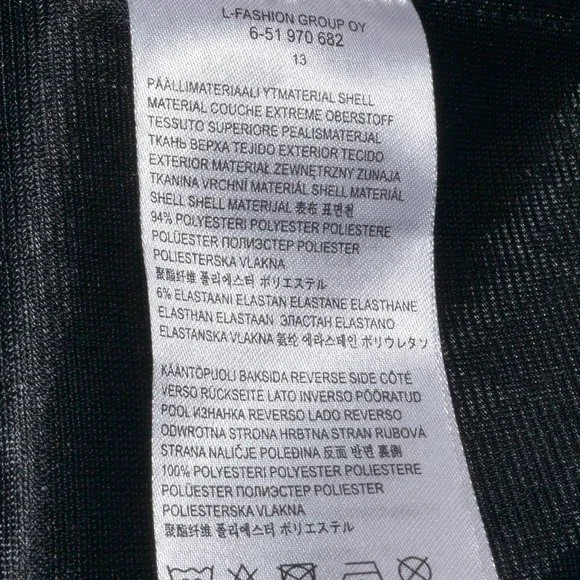 L-FASHION GROUP OY
6-51 970 682
13
PÄÄLLIMATERIAALI YTMATERIAL SHELL
MATERIAL COUCHE EXTREME OBERSTOFF
TESSUTO SUPERIORE PEALISMATERJAL
ТКАНЬ ВЕРХА TEJIDO EXTERIOR TECIDO
EXTERIOR MATERIAŁ ZEWNĘTRZNY ZUNAJA
TKANINA VRCHNÍ MATERIÁL SHELL MATERIÁL
SHELL SHELL MATERIJAL 表布 표면천
94% POLYESTERI POLYESTER POLIESTERE
POLÜESTER ПОЛИЭСТЕР POLIESTER
POLIESTERSKA VLAKNA
聚酯纤维 폴리에스터 ポリエステル
6% ELASTAANI ELASTAN ELASTANE ELASTHANE
ELASTHAN ELASTAAN ЭЛАСТАН ELASTANO
ELASTANSKA VLAKNA 氨纶 에라스테인 ポリウレタン
KÄÄNTÖPUOLI BAKSIDA REVERSE SIDE CÔTÉ
VERSO RÜCKSEITE LATO INVERSO PÖÖRATUD
POOL ИЗНАНКА REVERSO LADO REVERSO
ODWROTNA STRONA HRBTNA STRAN RUBOVÁ
STRANA NALIČJE POLEĐINA 反面 반면 裏側
100% POLYESTERI POLYESTER POLIESTERE
POLÜESTER ПОЛИЭСТЕР POLIESTER
POLIESTERSKA VLAKNA
聚酯纤维 폴리에스터 ポリエステル